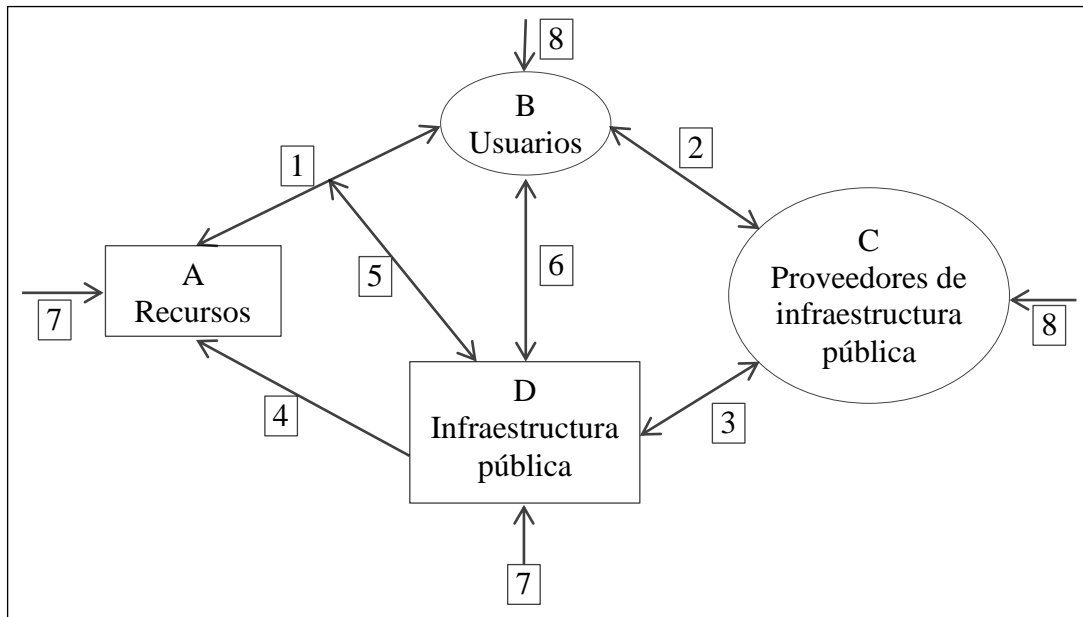 8
B
Usuarios
1
2
A
Recursos
7
5
6
C
Proveedores de
infraestructura
pública
8
4
D
Infraestructura
pública
3
7